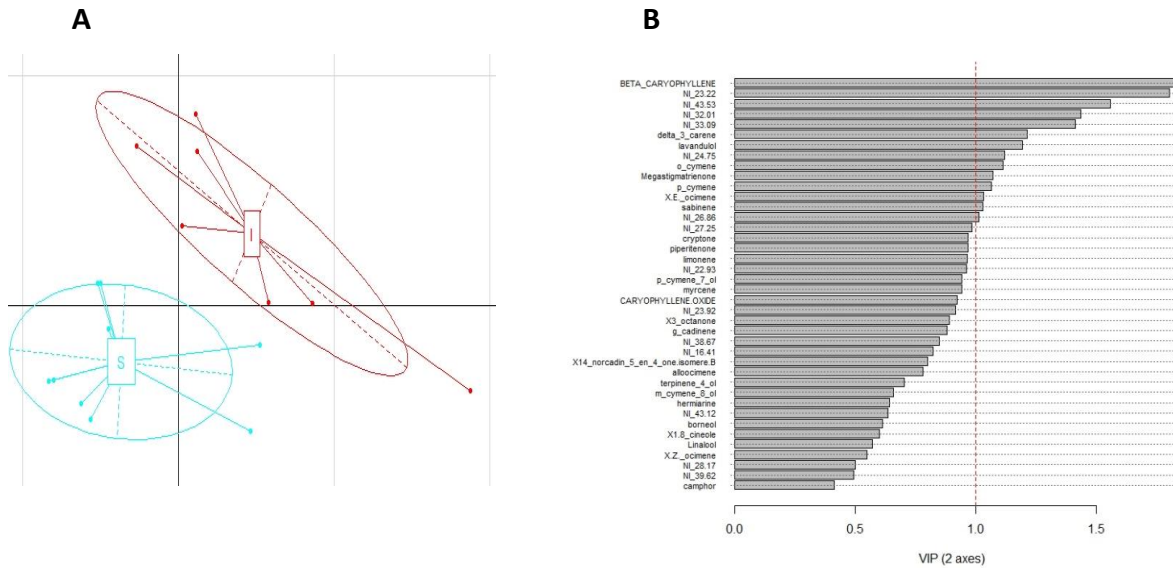 A
B
I
S
BETA_CARYOPHYLLENE
NI_23.22
NI_43.53
NI_32.01
NI_33.09
delta_3_carene
lavandulol
NI_24.75
o_cymene
Megastigmatrienone
p_cymene
X.E._ocimene
sabinene
NI_26.86
NI_27.25
cryptone
piperitenone
limonene
NI_22.93
p_cymene_7_ol
myrcene
CARYOPHYLLENE.OXIDE
NI_23.92
X3_octanone
g_cadinene
NI_38.67
NI_16.41
X14_norcadin_5_en_4_one.isomere.B
alloocimene
terpinene_4_ol
m_cymene_8_ol
hermiarine
NI_43.12
borneol
X1.8_cineole
Linalool
X.Z._ocimene
NI_28.17
NI_39.62
camphor
0.0 0.5 1.0 1.5
VIP (2 axes)